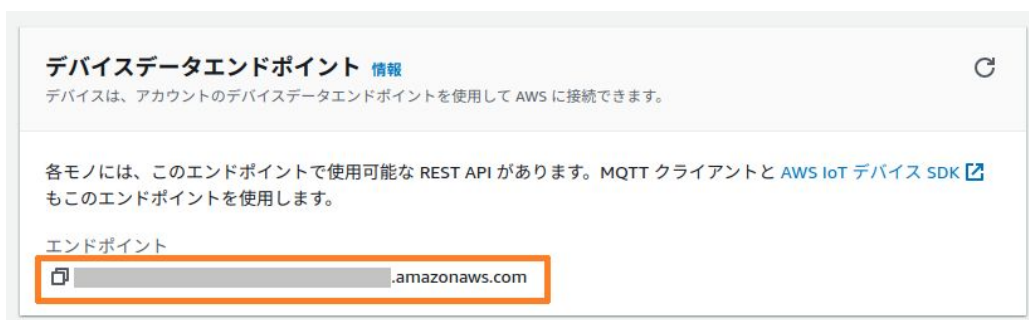 デバイスデータエンドポイント 情報
デバイスは、アカウントのデバイスデータエンドポイントを使用して AWS に接続できます。
各モノには、このエンドポイントで使用可能な REST API があります。MQTT クライアントと AWS IoT デバイス SDK
もこのエンドポイントを使用します。
エンドポイント
.amazonaws.com